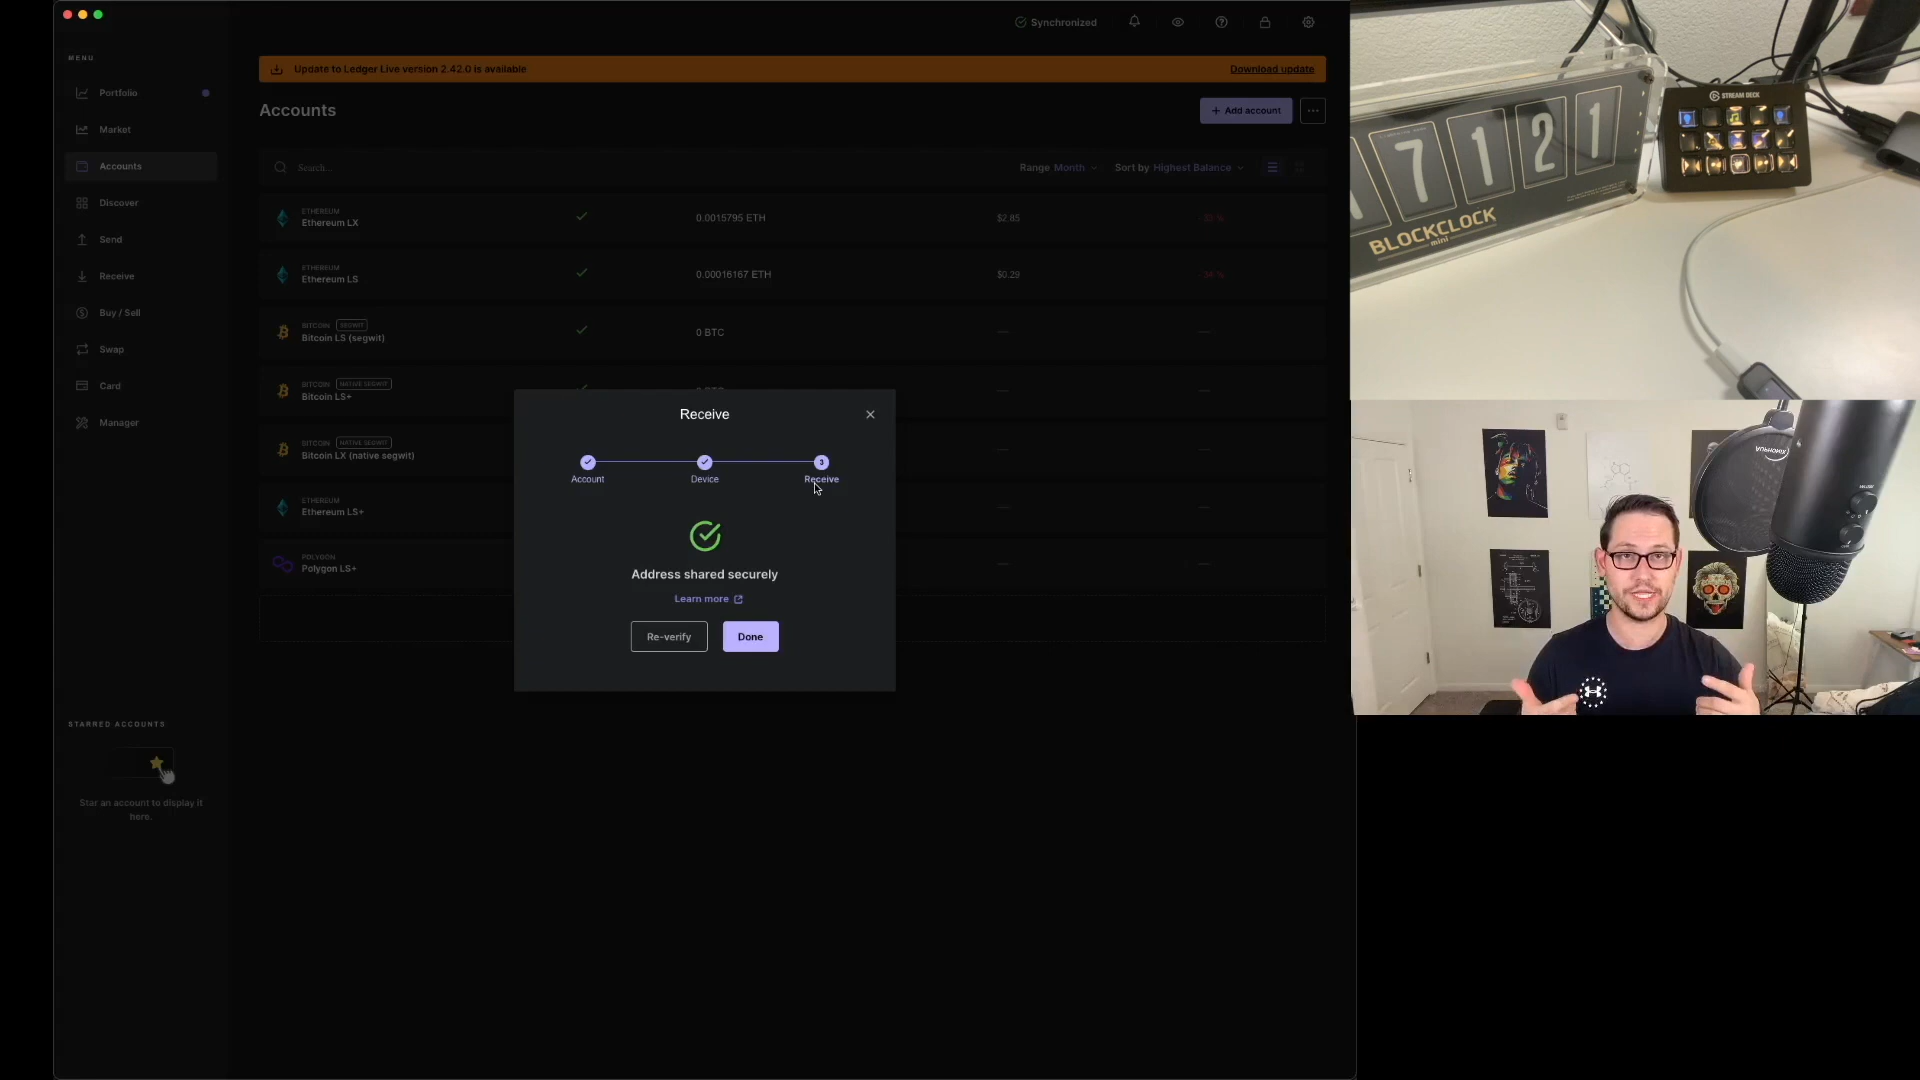 Synchronized
MENU
Update to Ledger Live version 2.42.0 is available
Download update
Portfolio
Accounts
+ Add account
Market
Accounts
Search...
Range Month
Sort by Highest Balance
Discover
ETHEREUM
Ethereum LX
0.0015795 ETH
$2.85
Send
Receive
ETHEREUM
Ethereum LS
0.00016167 ETH
$0.29
Buy / Sell
BITCOIN SEGWIT
Bitcoin LS (segwit)
0 BTC
Swap
Card
BITCOIN NATIVE SEGWIT
Bitcoin LS+
Manager
BITCOIN NATIVE SEGWIT
Bitcoin LX (native segwit)
ETHEREUM
Ethereum LS+
POLYGON
Polygon LS+
Receive
Account
Device
3
Receive
Address shared securely
Learn more
Re-verify
Done
STARRED ACCOUNTS
Star an account to display it
here.
STREAM DECK
7121
BLOCKCLOCK
mini